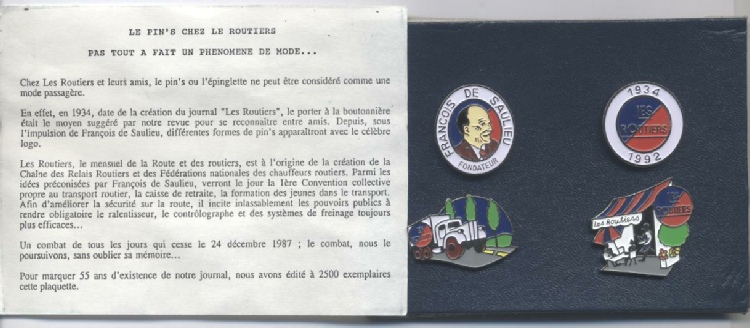 LE PIN'S CHEZ LE ROUTIERS
PAS TOUT A FAIT UN PHENOMENE DE MODE...
Chez Les Routiers et leurs amis, le pin's ou l'épinglette ne peut être considéré comme une
mode passagère.
En effet, en 1934, date de la création du journal "Les Routiers", le porter à la boutonnière
était le moyen suggéré par notre revue pour se reconnaître entre amis. Depuis, sous
l'impulsion de François de Saulieu, différentes formes de pin's apparaîtront avec le célèbre
logo.
Les Routiers, le mensuel de la Route et des routiers, est à l'origine de la création de la
Chaîne des Relais Routiers et des Fédérations nationales des chauffeurs routiers. Parmi les
idées préconisées par François de Saulieu, verront le jour la 1ère Convention collective
propre au transport routier, la caisse de retraite, la formation des jeunes dans le transport.
Afin d'améliorer la sécurité sur la route, il incite inlassablement les pouvoirs publics à
rendre obligatoire le ralentisseur, le contrôlographe et des systèmes de freinage toujours
plus efficaces...
Un combat de tous les jours qui cesse le 24 décembre 1987 ; le combat, nous le
poursuivons, sans oublier sa mémoire...
Pour marquer 55 ans d'existence de notre journal, nous avons édité à 2500 exemplaires
cette plaquette.
FRANÇOIS DE SAULIEU
FONDATEUR
1934
LES
ROUTIERS
1992
Les Routiers
ROUTIERS